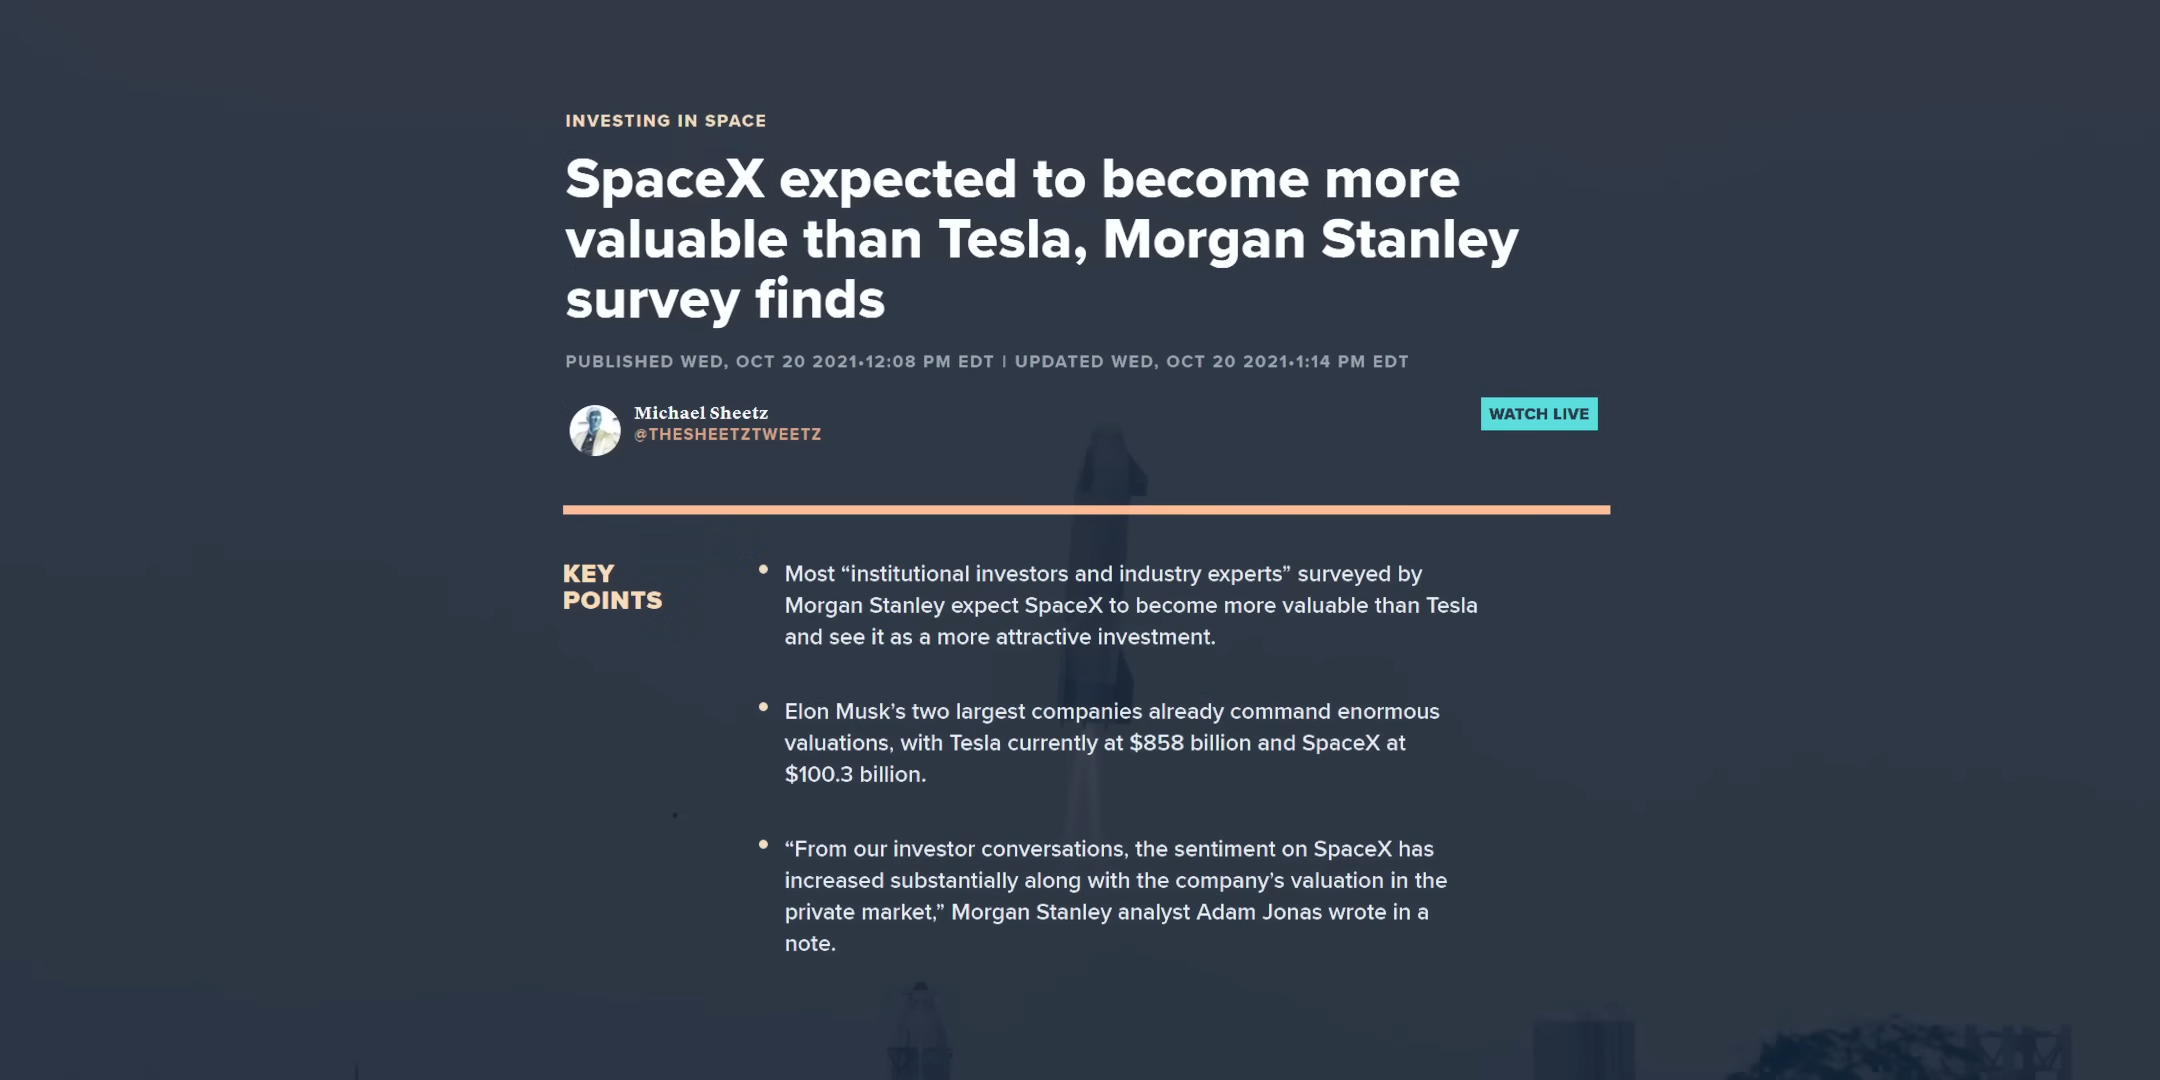 INVESTING IN SPACE
SpaceX expected to become more
valuable than Tesla, Morgan Stanley
survey finds
PUBLISHED WED, OCT 20 2021•12:08 PM EDT | UPDATED WED, OCT 20 2021•1:14 PM EDT
Michael Sheetz
@THESHEETZTWEETZ
WATCH LIVE
KEY
POINTS
• Most “institutional investors and industry experts” surveyed by
Morgan Stanley expect SpaceX to become more valuable than Tesla
and see it as a more attractive investment.
• Elon Musk’s two largest companies already command enormous
valuations, with Tesla currently at $858 billion and SpaceX at
$100.3 billion.
• “From our investor conversations, the sentiment on SpaceX has
increased substantially along with the company’s valuation in the
private market,” Morgan Stanley analyst Adam Jonas wrote in a
note.